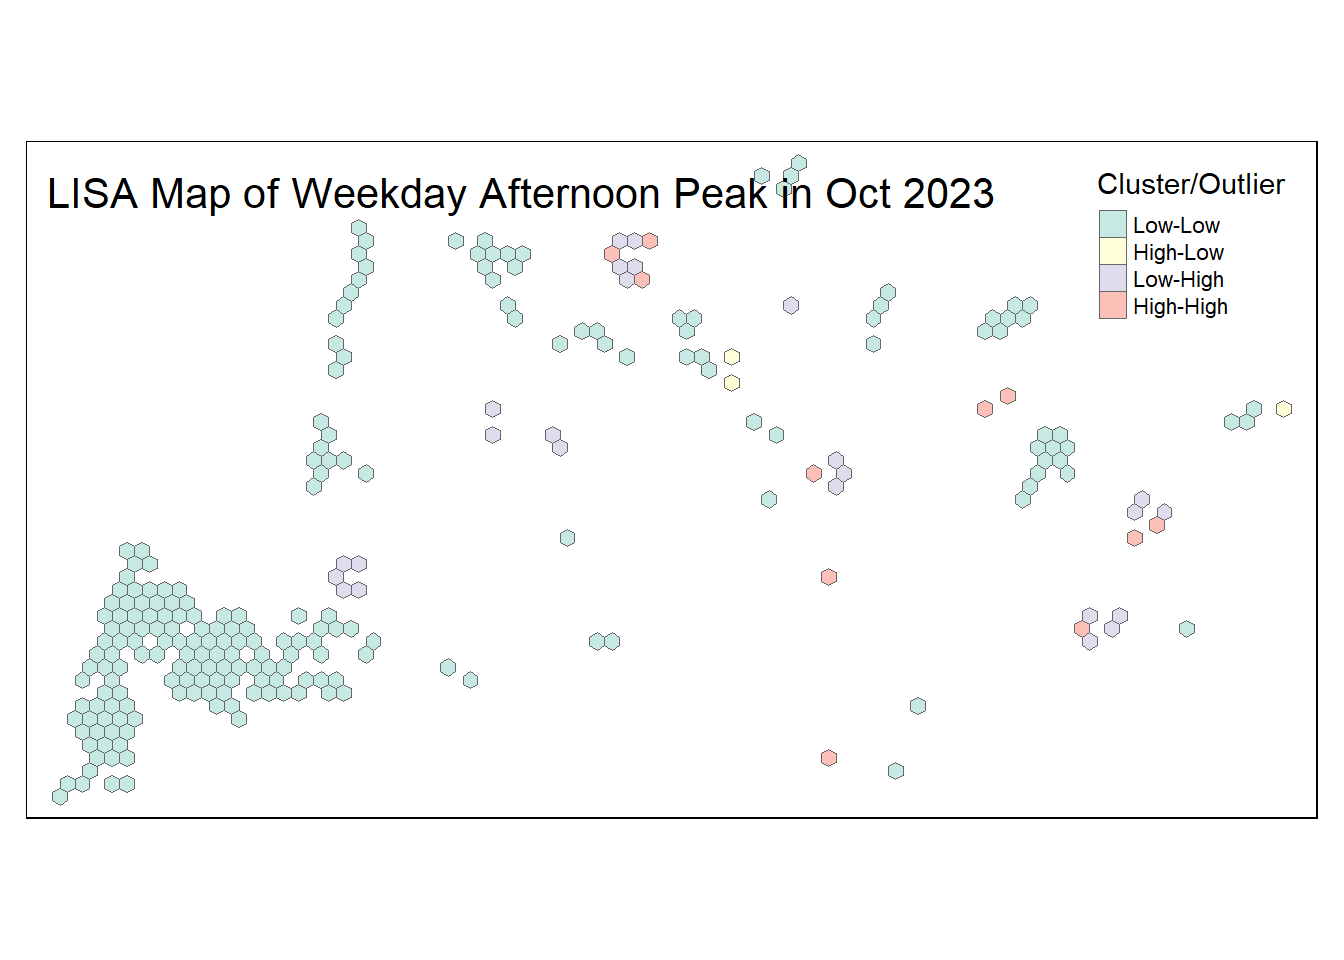 LISA Map of Weekday Afternoon Peak in Oct 2023
Cluster/Outlier
Low-Low
High-Low
Low-High
High-High